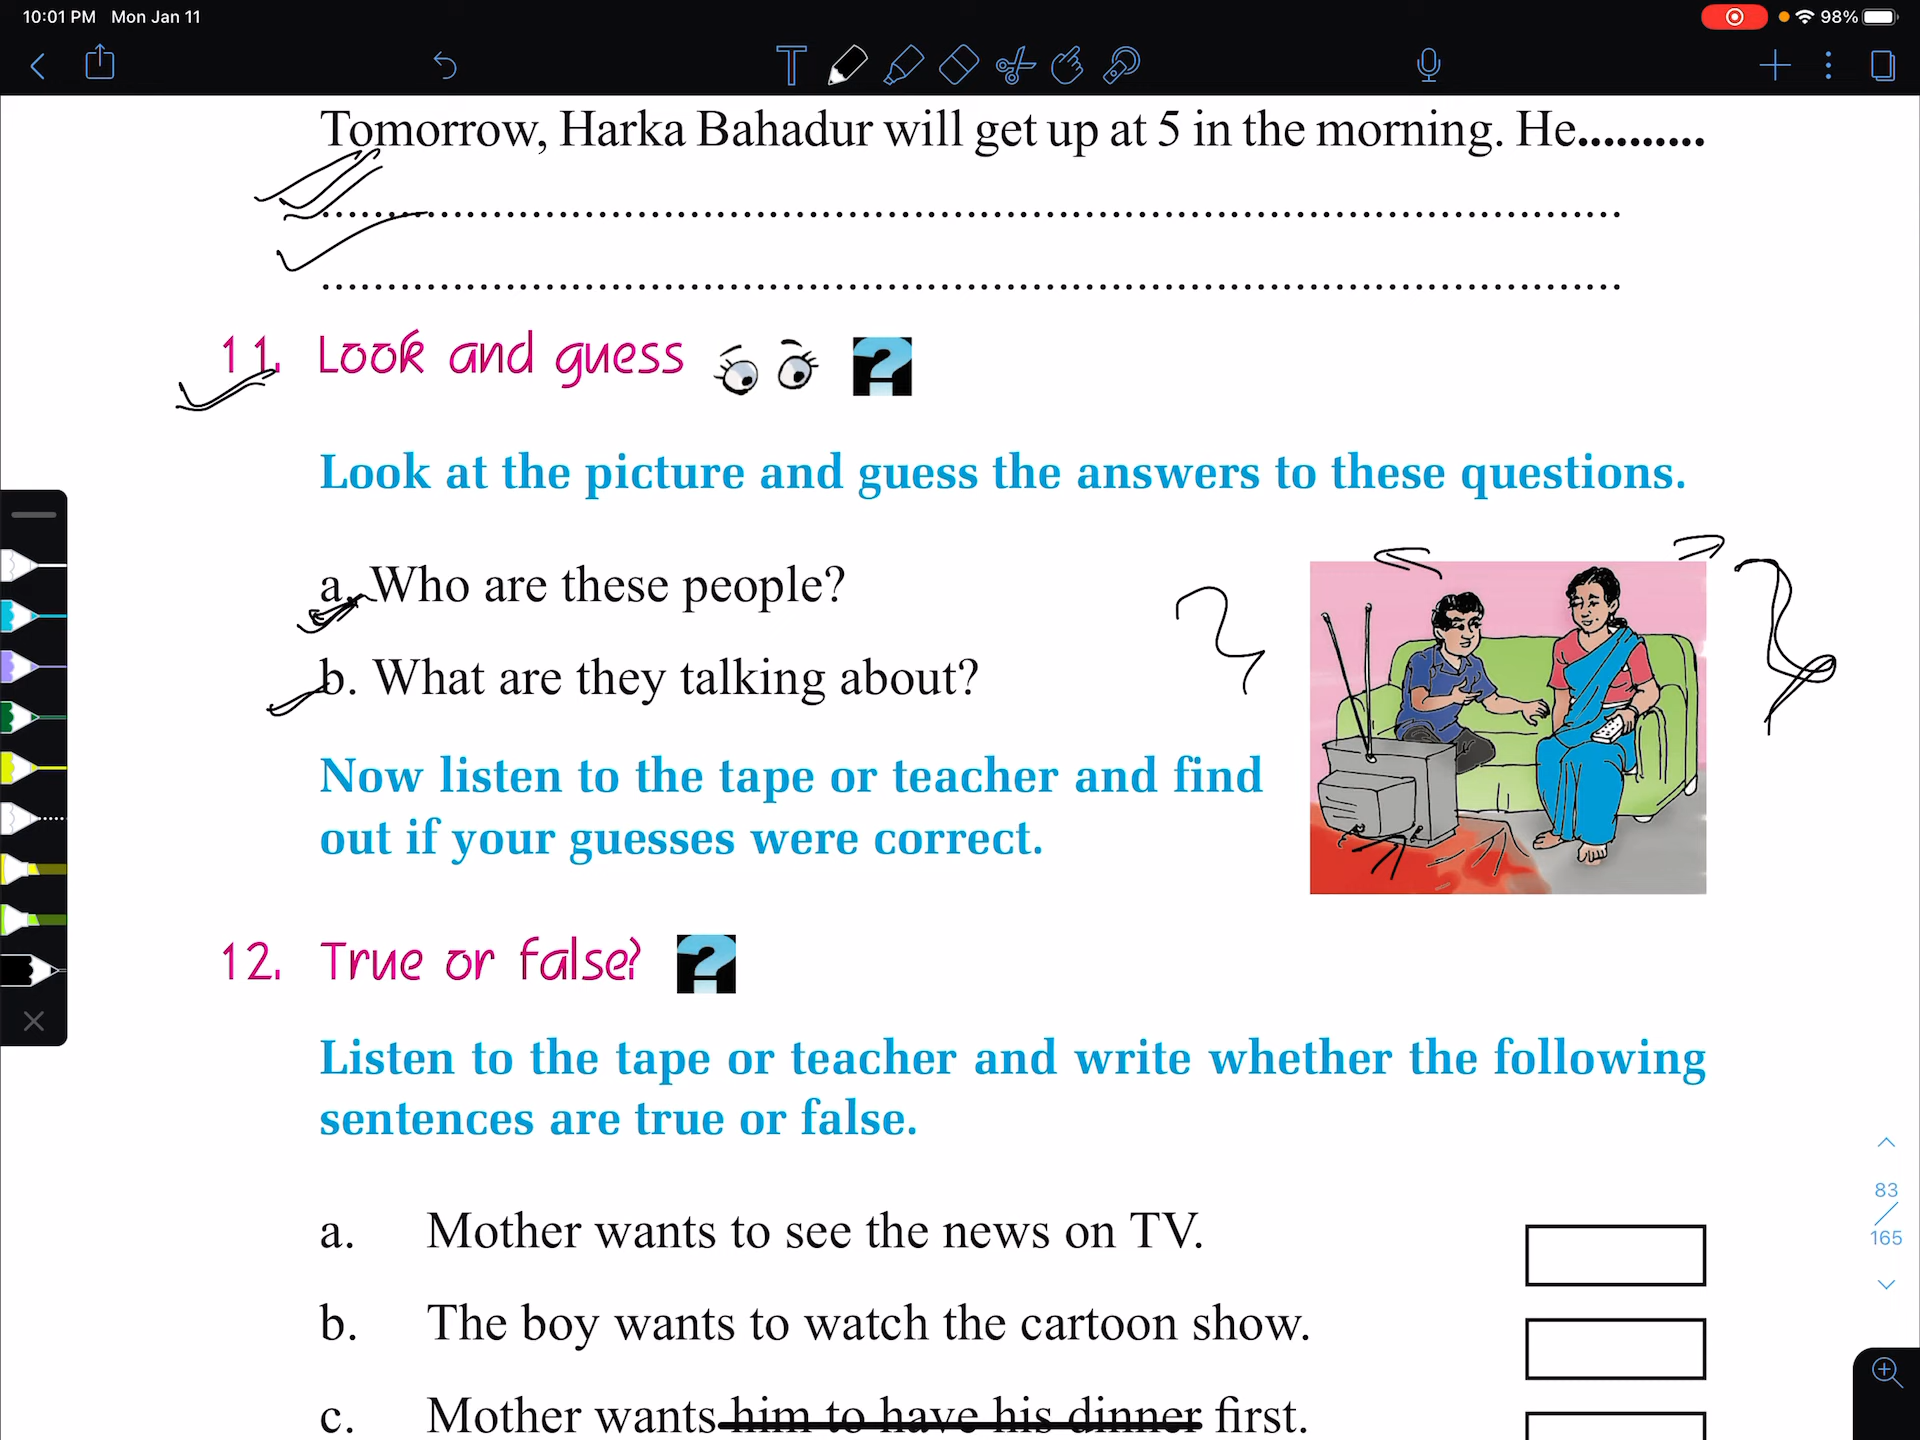 10:01 PM Mon Jan 11
98%
Tomorrow, Harka Bahadur will get up at 5 in the morning. He..........
11. Look and guess
Look at the picture and guess the answers to these questions.
a. Who are these people?
b. What are they talking about?
Now listen to the tape or teacher and find
out if your guesses were correct.
12. True or false?
Listen to the tape or teacher and write whether the following
sentences are true or false.
a. Mother wants to see the news on TV.
b. The boy wants to watch the cartoon show.
c. Mother wants him to have his dinner first.
83
165